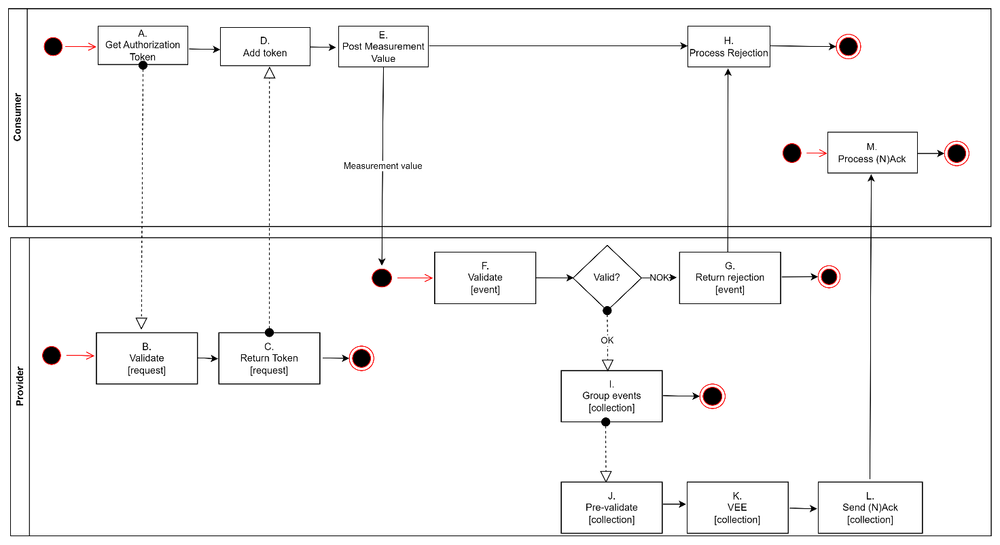 Consumer
A.
Get Authorization
Token
D.
Add token
E.
Post Measurement
Value
H.
Process Rejection
M.
Process (N)Ack
Measurement value
Provider
F.
Validate
[event]
Valid?
NOK
G.
Return rejection
[event]
OK
B.
Validate
[request]
C.
Return Token
[request]
I.
Group events
[collection]
J.
Pre-validate
[collection]
K.
VEE
[collection]
L.
Send (N)Ack
[collection]